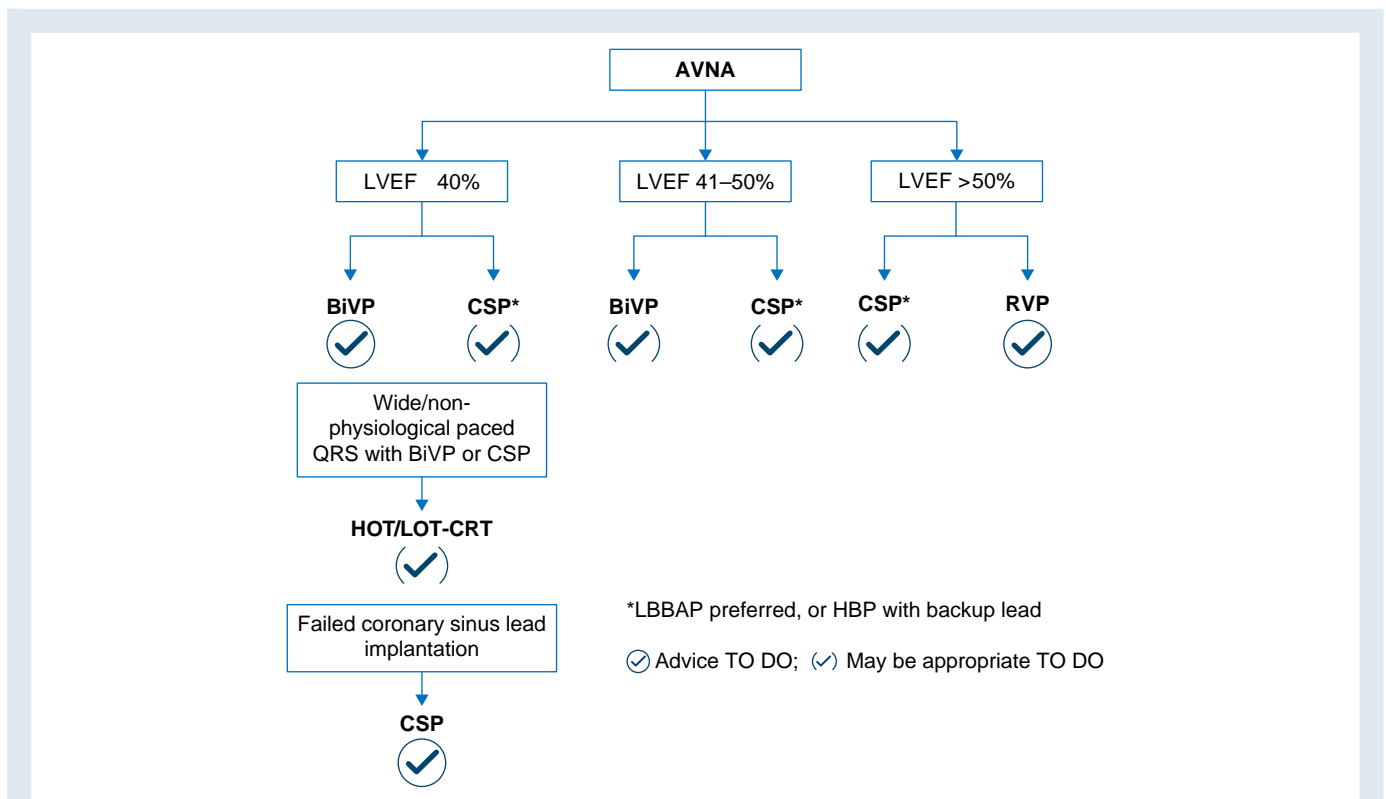 AVNA
LVEF 40%
LVEF 41–50%
LVEF >50%
BiVP
CSP*
BiVP
CSP*
CSP*
RVP
Wide/non-
physiological paced
QRS with BiVP or CSP
HOT/LOT-CRT
Failed coronary sinus lead
implantation
CSP
*LBBAP preferred, or HBP with backup lead
Advice TO DO; (✓) May be appropriate TO DO